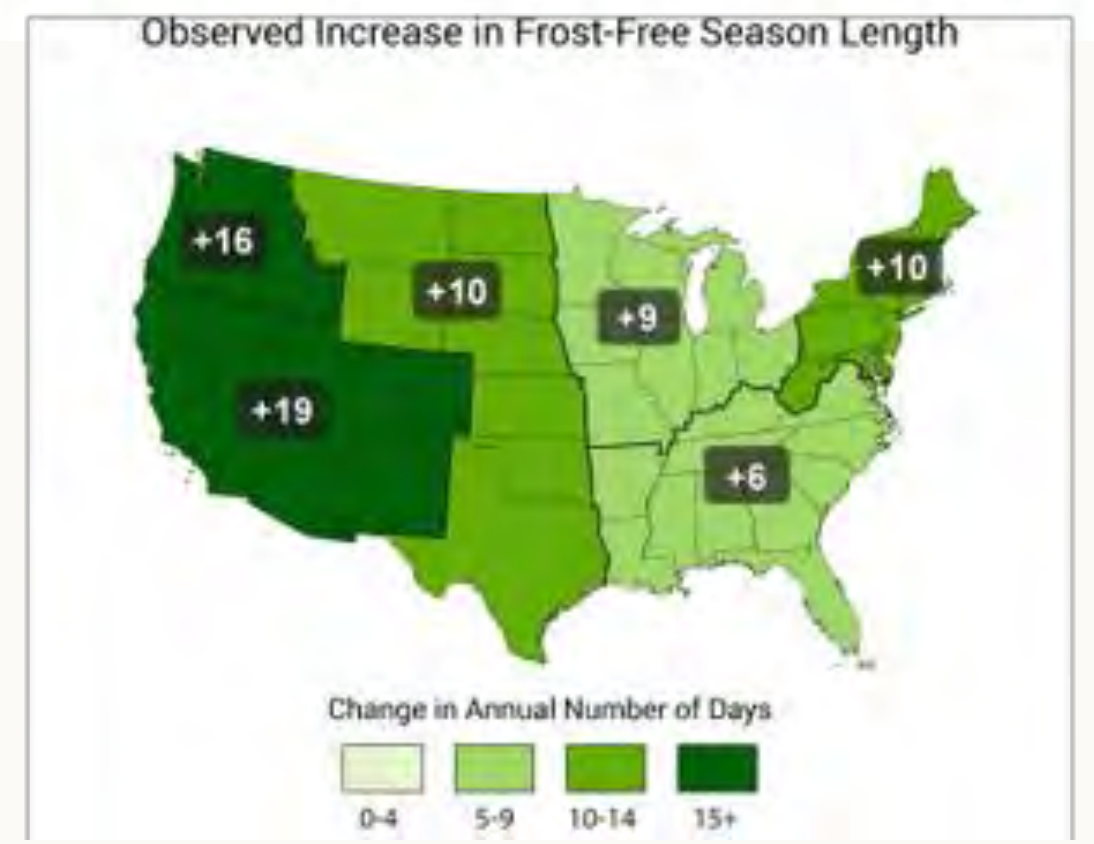 Observed Increase in Frost-Free Season Length
+16
+10
+10
+9
+19
+6
Change in Annual Number of Days
0-4 5-9 10-14 15+